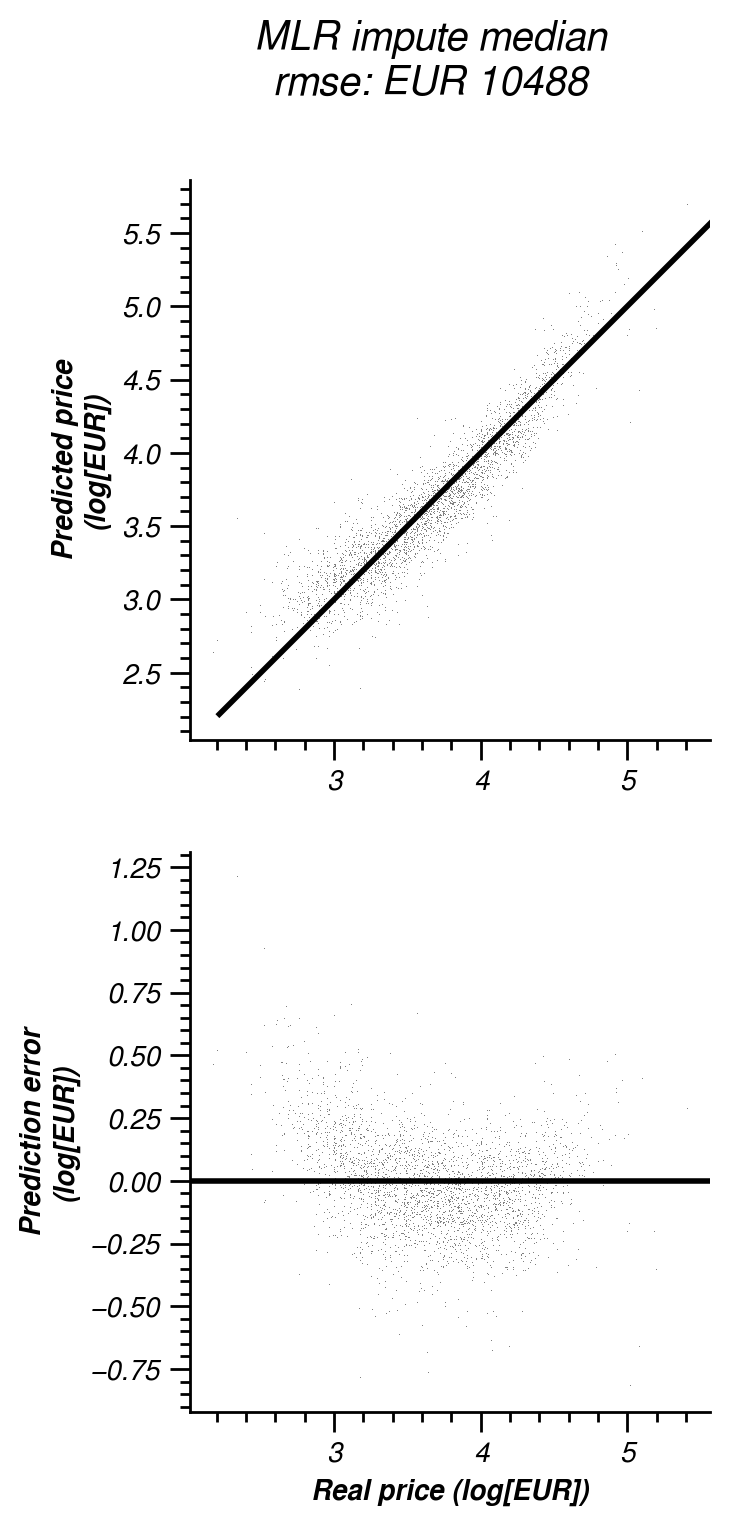 MLR impute median
rmse: EUR 10488
Predicted price
(log[EUR])
5.5
5.0
4.5
4.0
3.5
3.0
2.5
3 4 5
Prediction error
(log[EUR])
1.25
1.00
0.75
0.50
0.25
0.00
−0.25
−0.50
−0.75
3 4 5
Real price (log[EUR])